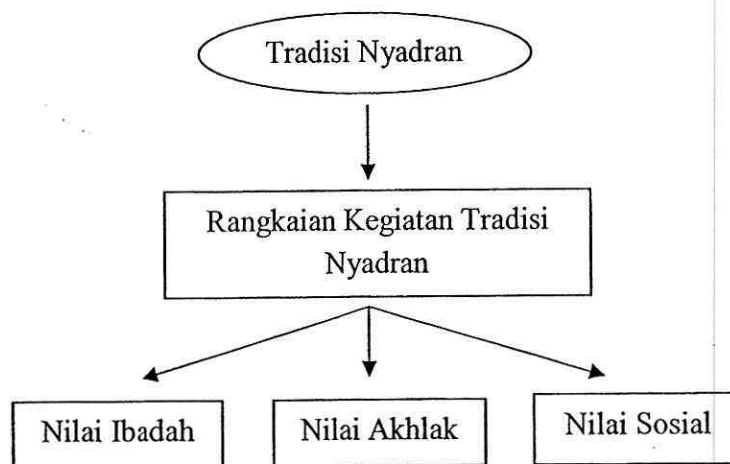 Tradisi Nyadran
Rangkaian Kegiatan Tradisi
Nyadran
Nilai Ibadah
Nilai Akhlak
Nilai Sosial